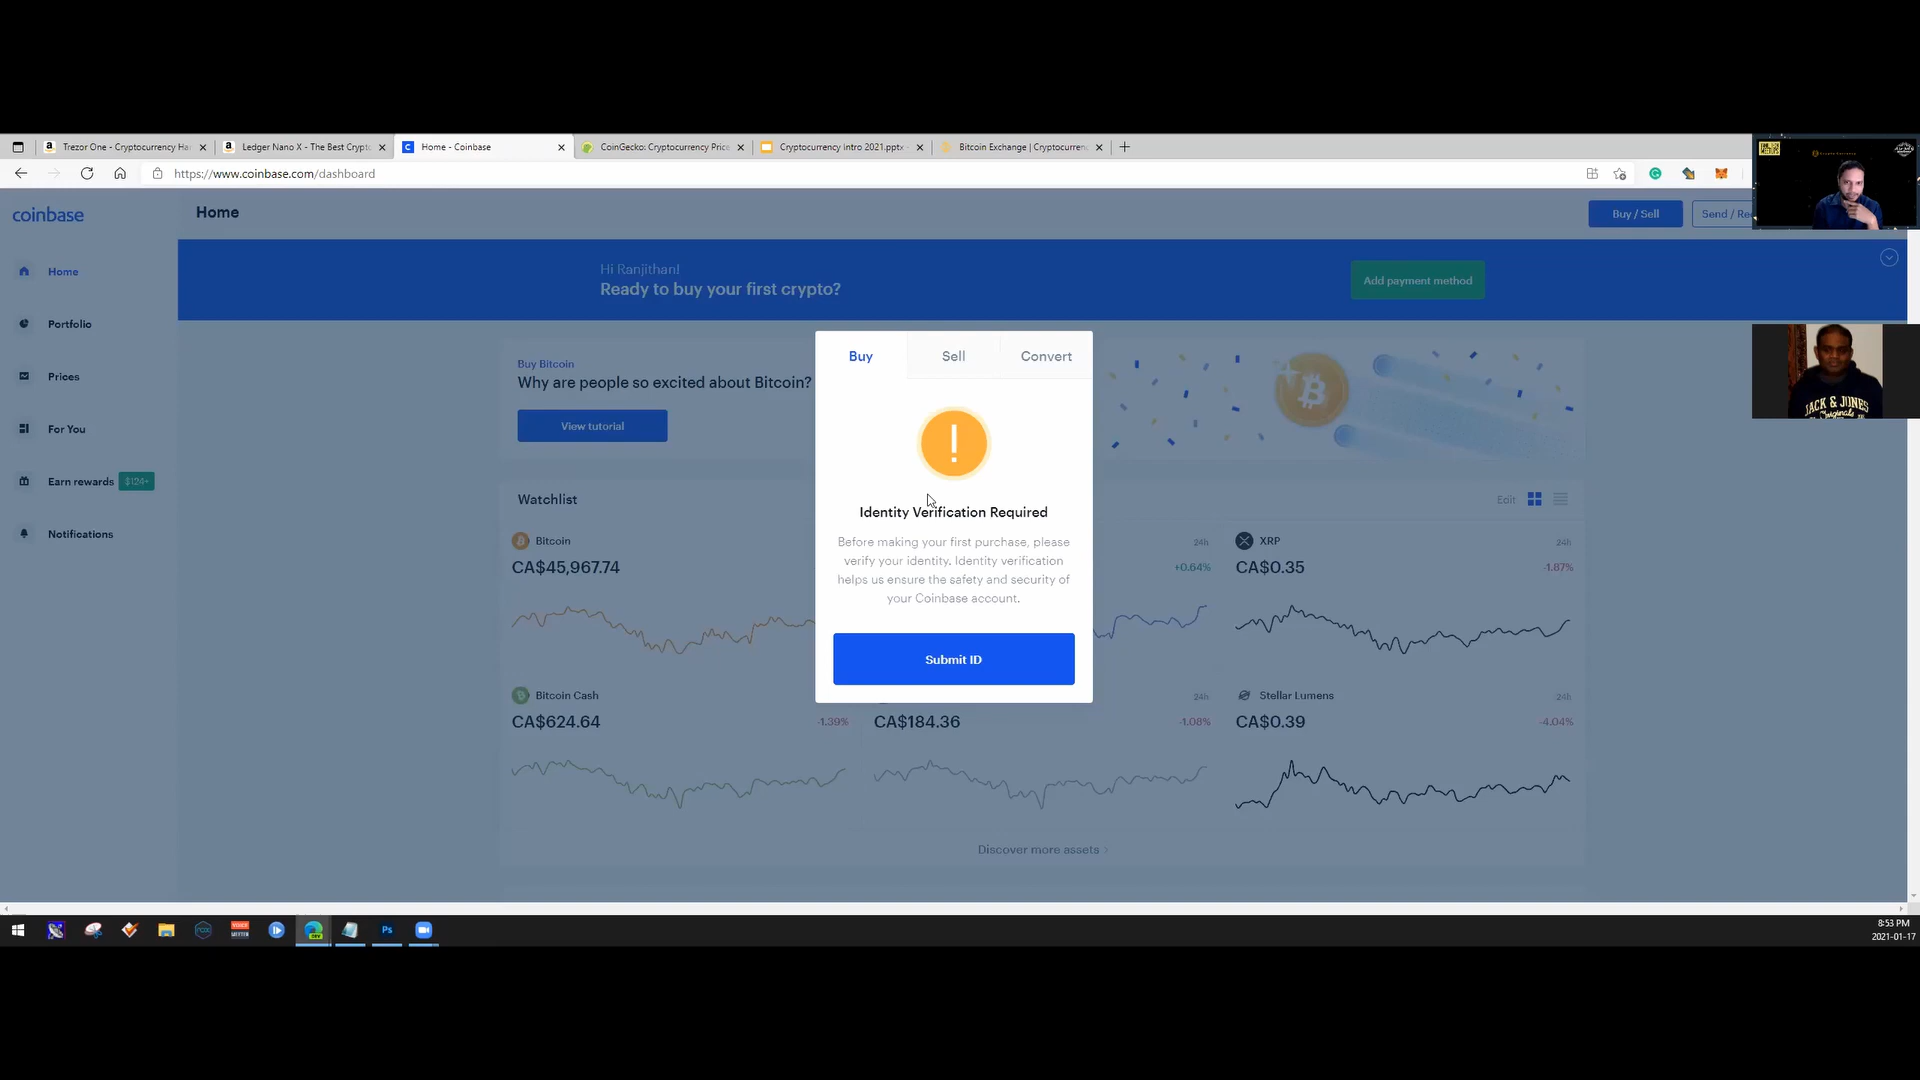 Trezor One - Cryptocurrency Ha
Ledger Nano X - The Best Crypto
Home - Coinbase
CoinGecko: Cryptocurrency Price
Cryptocurrency Intro 2021.pptx -
Bitcoin Exchange | Cryptocurrenc
https://www.coinbase.com/dashboard
coinbase
Home
Buy / Sell
Send / Re
Home
Portfolio
Prices
For You
Earn rewards $124+
Notifications
Hi Ranjithan!
Ready to buy your first crypto?
Add payment method
Buy Bitcoin
Why are people so excited about Bitcoin?
View tutorial
Buy
Sell
Convert
Identity Verification Required
Before making your first purchase, please
verify your identity. Identity verification
helps us ensure the safety and security of
your Coinbase account.
Submit ID
Watchlist
Edit
Bitcoin
CA$45,967.74
24h
+0.64%
XRP
24h
CA$0.35
-1.87%
Bitcoin Cash
CA$624.64
-1.39%
24h
CA$184.36
-1.08%
Stellar Lumens
24h
CA$0.39
-4.04%
Discover more assets
JACK & JONES
Originals
Ps
8:53 PM
2021-01-17